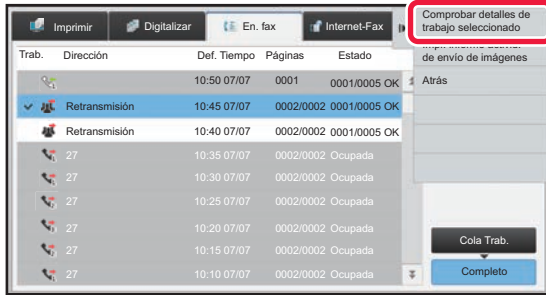 Imprimir
Digitalizar
En. fax
Internet-Fax
Comprobar detalles de
trabajo seleccionado
de envío de imágenes
Atrás
Trab. Dirección Def. Tiempo Páginas Estado
10:50 07/07 0001 0001/0005 OK
Retransmisión 10:45 07/07 0002/0002 0001/0005 OK
Retransmisión 10:40 07/07 0002/0002 0001/0005 OK
27 10:35 07/07 0002/0002 Ocupada
27 10:30 07/07 0002/0002 Ocupada
27 10:25 07/07 0002/0002 Ocupada
27 10:20 07/07 0002/0002 Ocupada
27 10:15 07/07 0002/0002 Ocupada
27 10:10 07/07 0002/0002 Ocupada
Cola Trab.
Completo